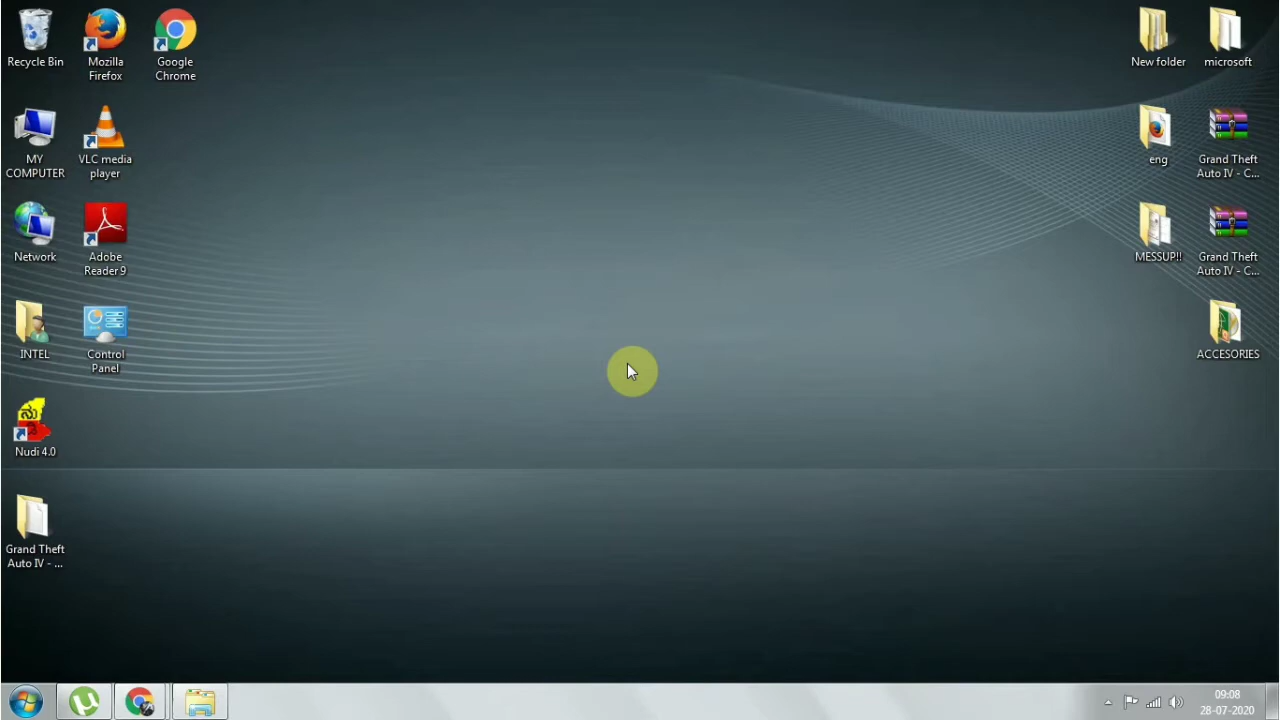 Recycle Bin
Mozilla
Firefox
Google
Chrome
New folder
microsoft
MY
COMPUTER
VLC media
player
eng
Grand Theft
Auto IV - C...
Network
Adobe
Reader 9
MESSUP!!
Grand Theft
Auto IV - C...
INTEL
Control
Panel
ACCESORIES
ನು
ಡಿ
Nudi 4.0
Grand Theft
Auto IV - ...
09:08
28-07-2020